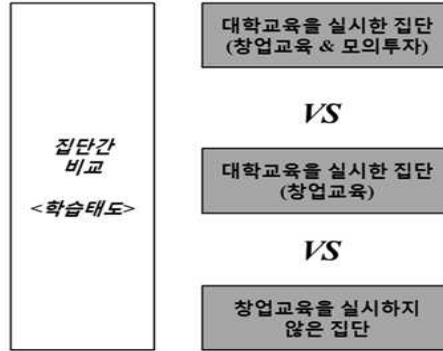 집단간
비교
<학습태도>
대학교육을 실시한 집단
(창업교육 & 모의투자)
VS
대학교육을 실시한 집단
(창업교육)
VS
창업교육을 실시하지
않은 집단